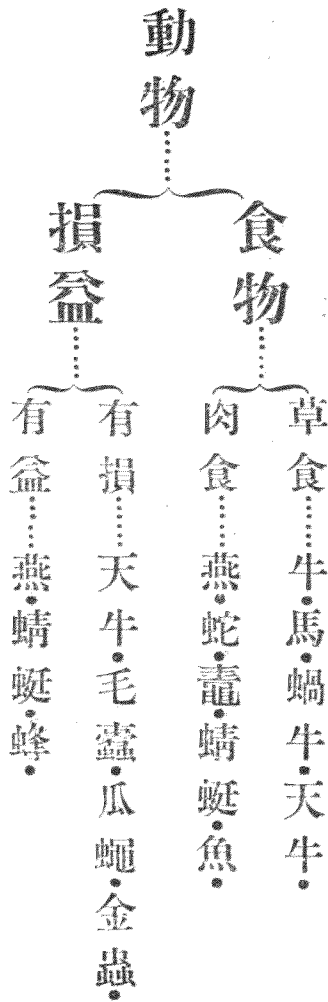 動物
食物
草食……牛・馬・蝸牛・天牛・
肉食……燕・蛇・鼃・蜻蜓・魚・
損益
有損……天牛・毛蟲・瓜蠅・金蟲・
有益……燕・蜻蜓・蜂・